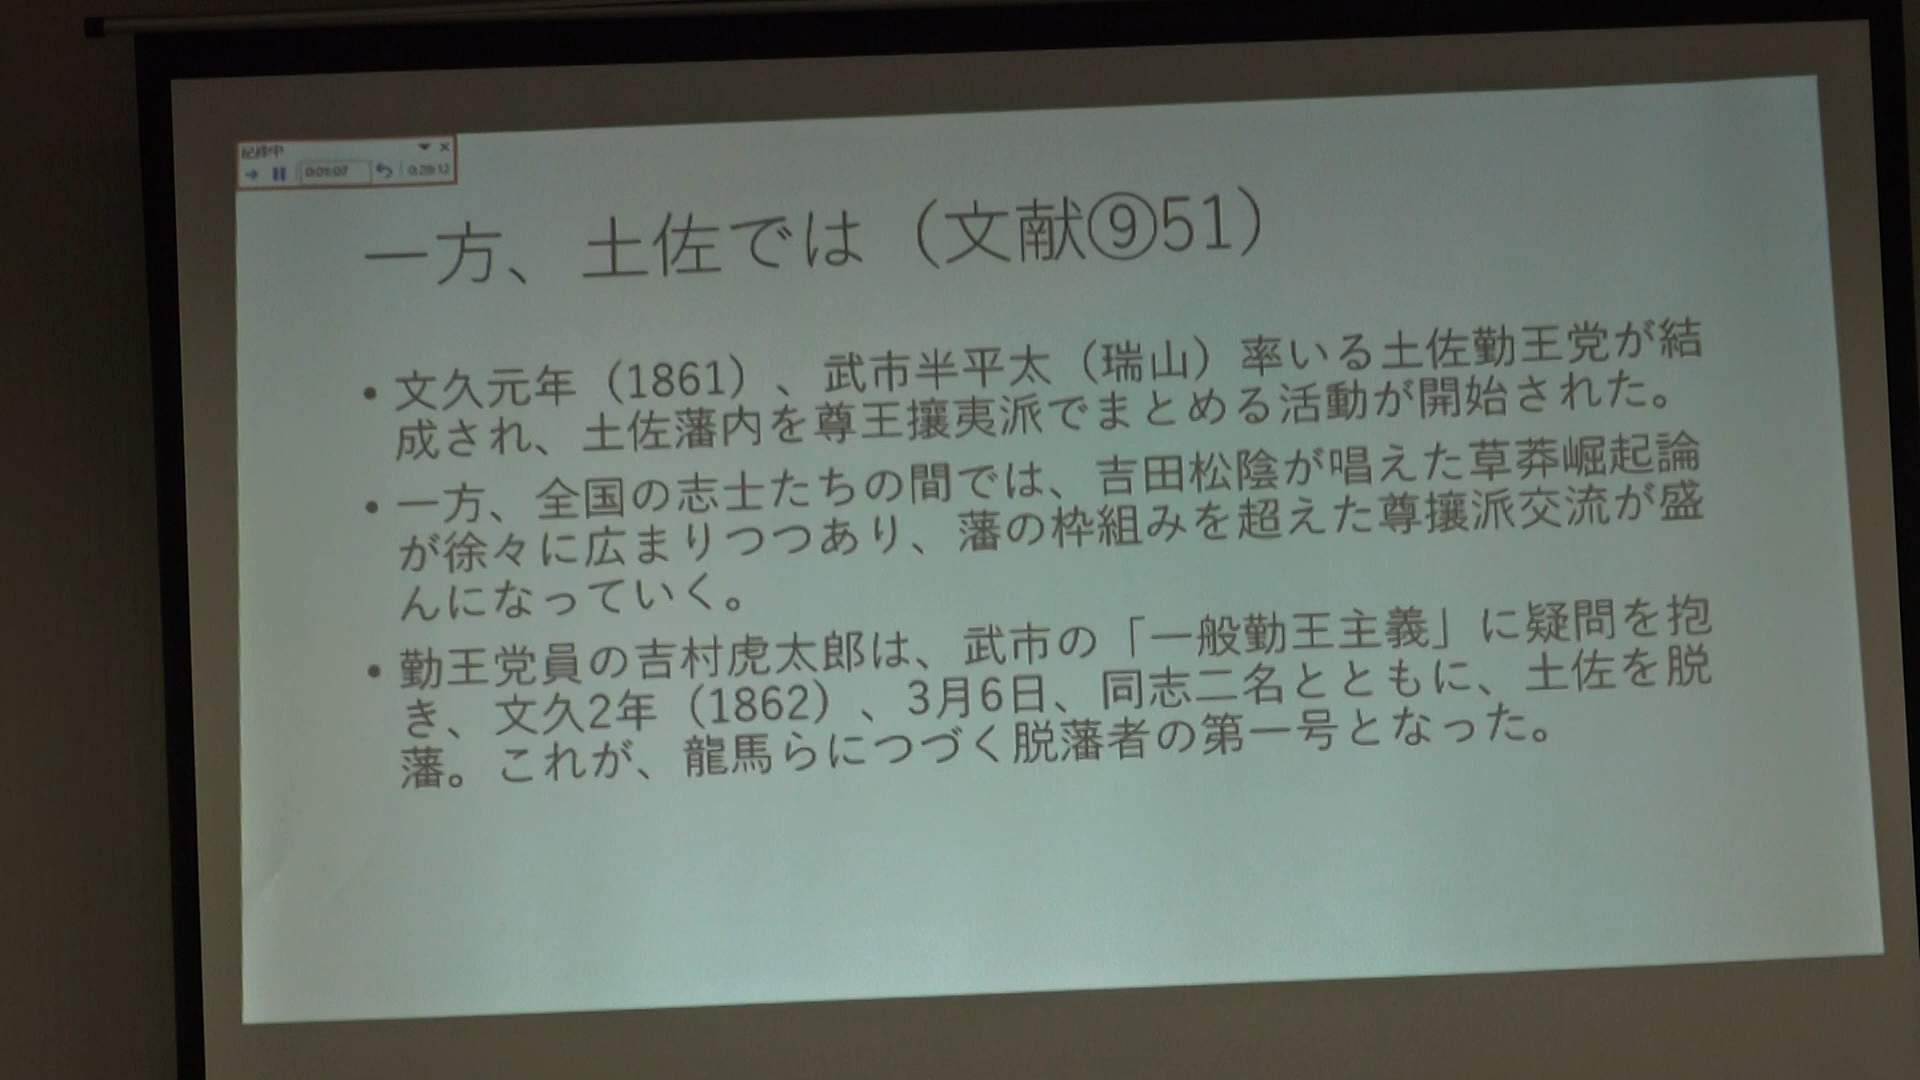 記録中
0:01:07
0:29:12
一方、土佐では（文献⑨51）
• 文久元年（1861）、武市半平太（瑞山）率いる土佐勤王党が結
成され、土佐藩内を尊王攘夷派でまとめる活動が開始された。
• 一方、全国の志士たちの間では、吉田松陰が唱えた草莽崛起論
が徐々に広まりつつあり、藩の枠組みを超えた尊攘派交流が盛
んになっていく。
• 勤王党員の吉村虎太郎は、武市の「一般勤王主義」に疑問を抱
き、文久2年（1862）、3月6日、同志二名とともに、土佐を脱
藩。これが、龍馬らにつづく脱藩者の第一号となった。